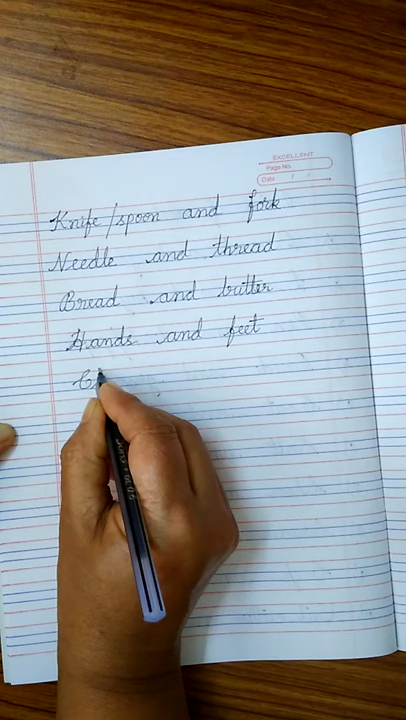 EXCELLENT
Page No.
Date / /
Knife/spoon and fork
Needle and thread
Bread and butter
Hands and feet